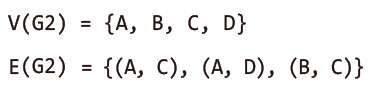 V(G2) = {A, B, C, D}
E(G2) = {(A, C), (A, D), (B, C)}